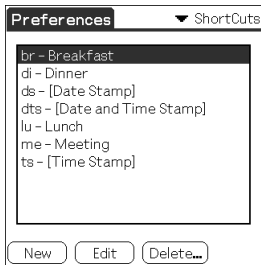 Preferences ShortCuts
br – Breakfast
di – Dinner
ds – [Date Stamp]
dts – [Date and Time Stamp]
lu – Lunch
me – Meeting
ts – [Time Stamp]
New Edit Delete...